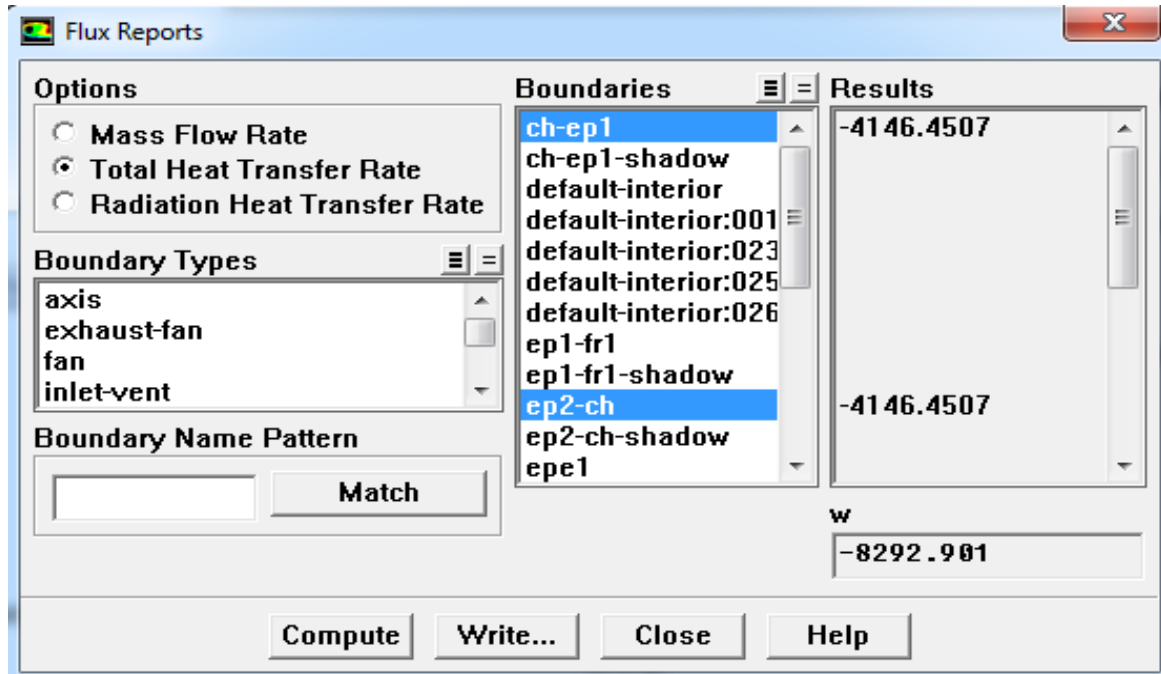 Flux Reports
Options
Mass Flow Rate
Total Heat Transfer Rate
Radiation Heat Transfer Rate
Boundary Types
axis
exhaust-fan
fan
inlet-vent
Boundary Name Pattern
Match
Boundaries
ch-ep1
ch-ep1-shadow
default-interior
default-interior:001
default-interior:023
default-interior:025
default-interior:026
ep1-fr1
ep1-fr1-shadow
ep2-ch
ep2-ch-shadow
epe1
Results
-4146.4507
-4146.4507
w
-8292.901
Compute
Write...
Close
Help